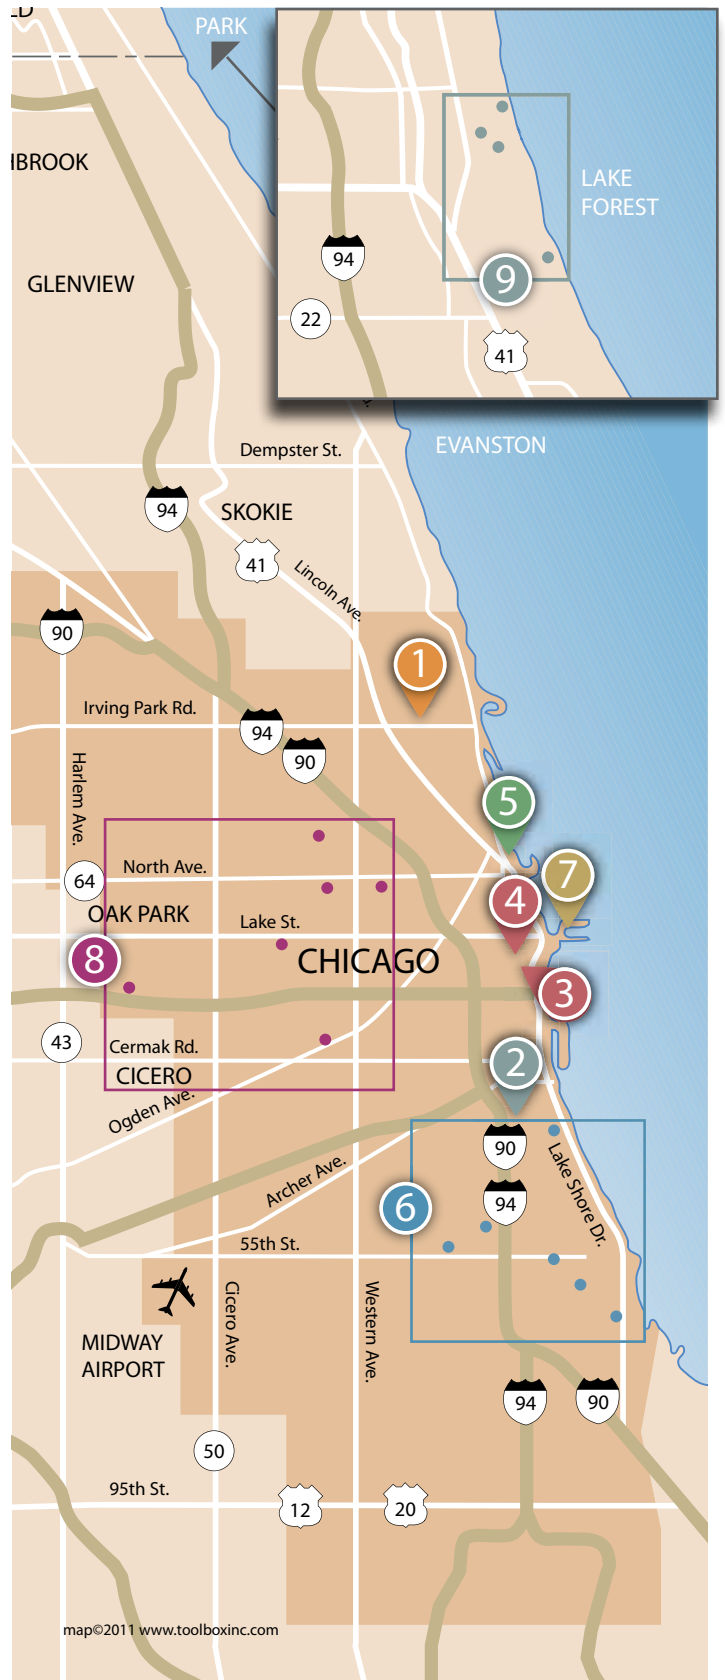 PARK
LAKE
FOREST
HBROOK
GLENVIEW
94
9
22
41
EVANSTON
Dempster St.
94
SKOKIE
41
Lincoln Ave.
90
1
Irving Park Rd.
94
90
Harlem Ave.
5
North Ave.
64
7
4
OAK PARK
Lake St.
8
CHICAGO
3
43
Cermak Rd.
2
CICERO
Ogden Ave.
90
Archer Ave.
94
Lake Shore Dr.
6
55th St.
Cicero Ave.
Western Ave.
MIDWAY
AIRPORT
94
90
50
95th St.
12
20
map©2011 www.toolboxinc.com